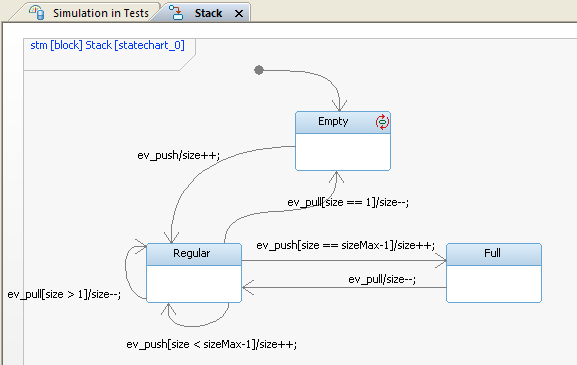 Simulation in Tests
Stack
stm [block] Stack [statechart_0]
Empty
ev_push/size++;
ev_pull[size == 1]/size--;
Regular
ev_push[size == sizeMax-1]/size++;
Full
ev_pull/size--;
ev_pull[size > 1]/size--;
ev_push[size < sizeMax-1]/size++;